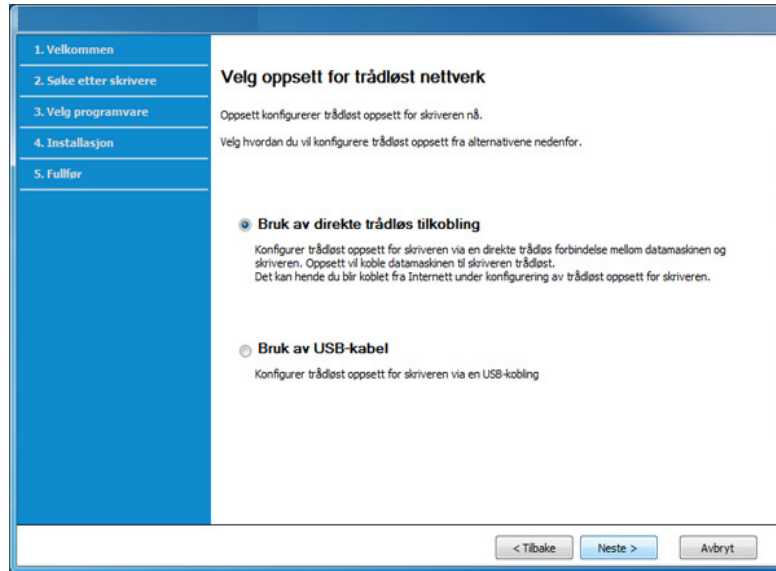 1. Velkommen
2. Søke etter skrivere
3. Velg programvare
4. Installasjon
5. Fullfør
Velg oppsett for trådløst nettverk
Oppsett konfigurerer trådløst oppsett for skriveren nå.
Velg hvordan du vil konfigurere trådløst oppsett fra alternativene nedenfor.
Bruk av direkte trådløs tilkobling
Konfigurer trådløst oppsett for skriveren via en direkte trådløs forbindelse mellom datamaskinen og
skriveren. Oppsett vil koble datamaskinen til skriveren trådløst.
Det kan hende du blir koblet fra Internett under konfigurering av trådløst oppsett for skriveren.
Bruk av USB-kabel
Konfigurer trådløst oppsett for skriveren via en USB-kobling
< Tilbake Neste > Avbryt